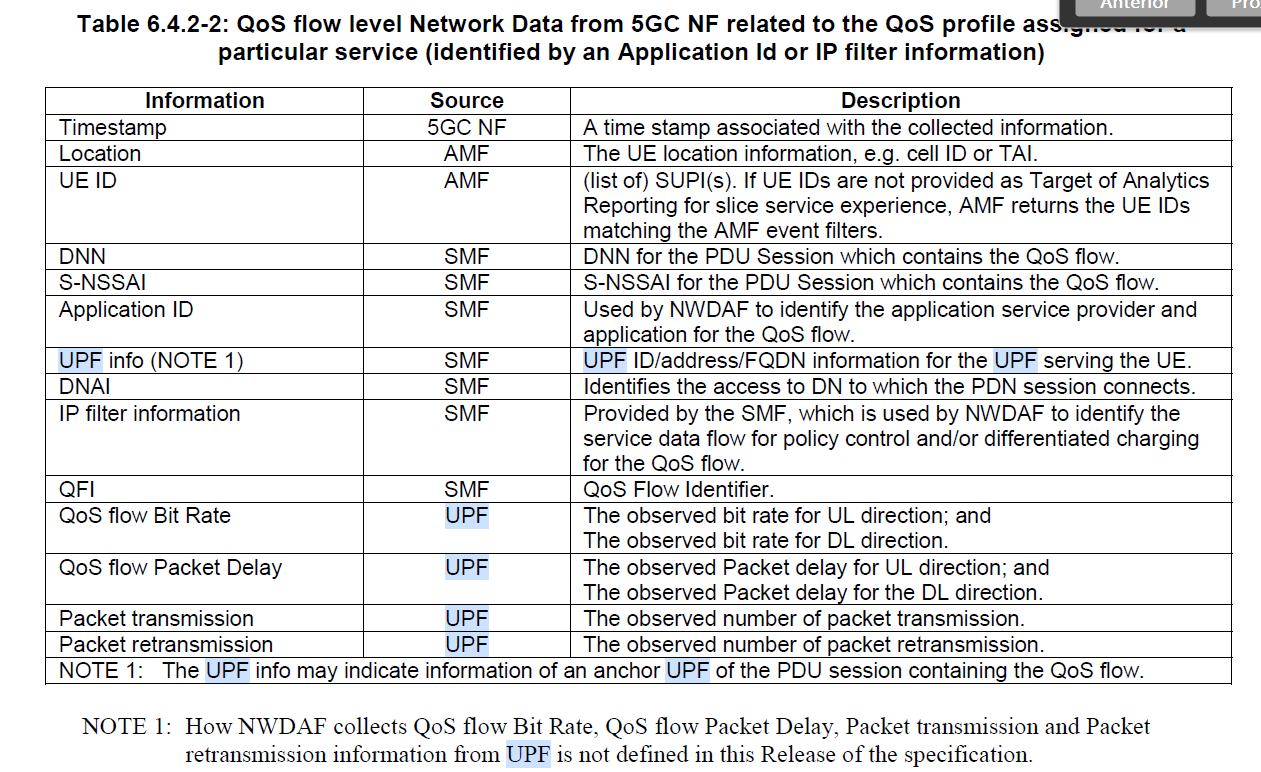 Anterior
Pro
Table 6.4.2-2: QoS flow level Network Data from 5GC NF related to the QoS profile assigned for a
particular service (identified by an Application Id or IP filter information)
Information Source Description
Timestamp 5GC NF A time stamp associated with the collected information.
Location AMF The UE location information, e.g. cell ID or TAI.
UE ID AMF (list of) SUPI(s). If UE IDs are not provided as Target of Analytics
Reporting for slice service experience, AMF returns the UE IDs
matching the AMF event filters.
DNN SMF DNN for the PDU Session which contains the QoS flow.
S-NSSAI SMF S-NSSAI for the PDU Session which contains the QoS flow.
Application ID SMF Used by NWDAF to identify the application service provider and
application for the QoS flow.
UPF info (NOTE 1) SMF UPF ID/address/FQDN information for the UPF serving the UE.
DNAI SMF Identifies the access to DN to which the PDN session connects.
IP filter information SMF Provided by the SMF, which is used by NWDAF to identify the
service data flow for policy control and/or differentiated charging
for the QoS flow.
QFI SMF QoS Flow Identifier.
QoS flow Bit Rate UPF The observed bit rate for UL direction; and
The observed bit rate for DL direction.
QoS flow Packet Delay UPF The observed Packet delay for UL direction; and
The observed Packet delay for the DL direction.
Packet transmission UPF The observed number of packet transmission.
Packet retransmission UPF The observed number of packet retransmission.
NOTE 1: The UPF info may indicate information of an anchor UPF of the PDU session containing the QoS flow.
NOTE 1: How NWDAF collects QoS flow Bit Rate, QoS flow Packet Delay, Packet transmission and Packet
retransmission information from UPF is not defined in this Release of the specification.